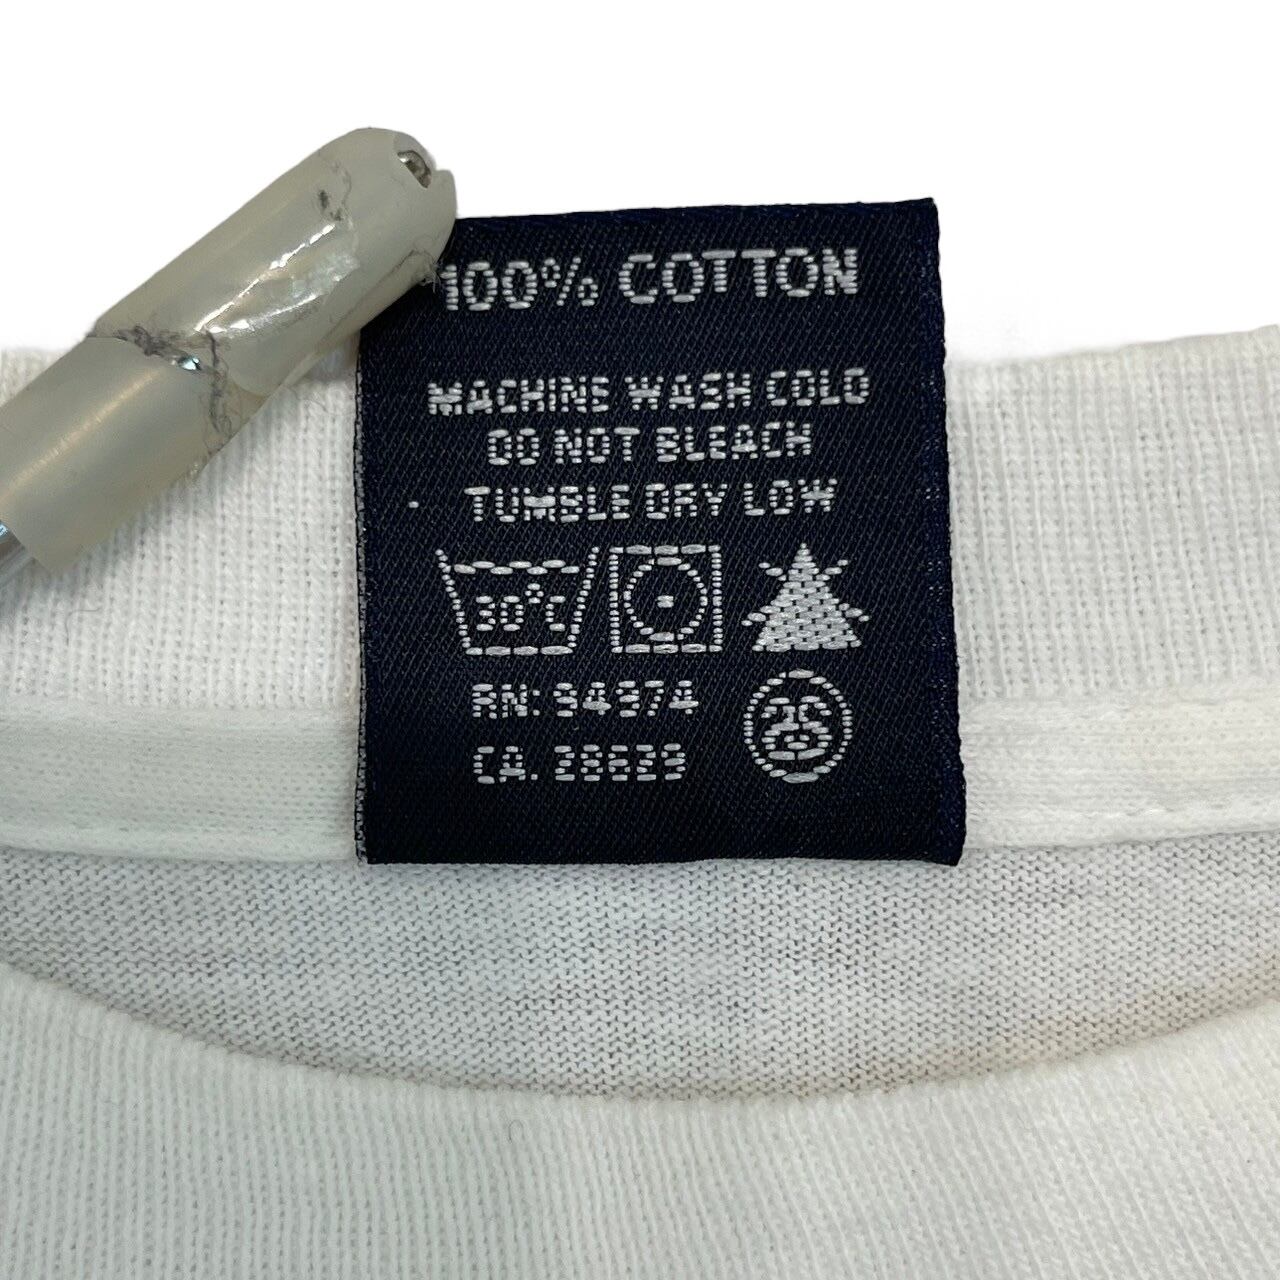 100% COTTON
MACHINE WASH COLD
DO NOT BLEACH
TUMBLE DRY LOW
30°C
RN: 94974
CA. 28629